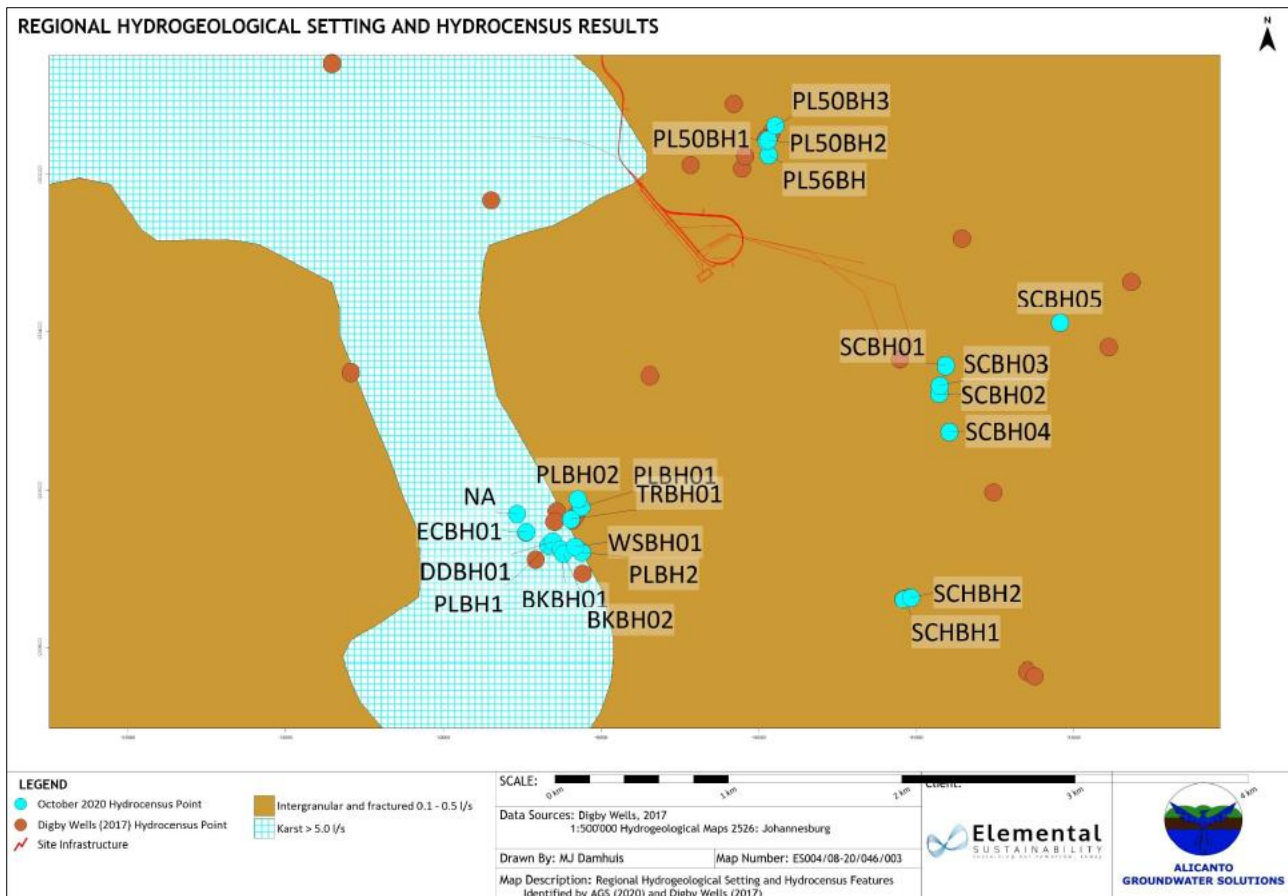 REGIONAL HYDROGEOLOGICAL SETTING AND HYDROCENSUS RESULTS
N
PL50BH3
PL50BH1
PL50BH2
PL56BH
SCBH05
SCBH01
SCBH03
SCBH02
SCBH04
PLBH02
PLBH01
TRBH01
NA
ECBH01
WSBH01
DDBH01
PLBH2
PLBH1
BKBH01
BKBH02
SCHBH2
SCHBH1
LEGEND
October 2020 Hydrocensus Point
Digby Wells (2017) Hydrocensus Point
Site Infrastructure
Intergranular and fractured 0.1 - 0.5 l/s
Karst > 5.0 l/s
SCALE:
0 km
1 km
2 km
3 km
4 km
Data Sources: Digby Wells, 2017
1:500'000 Hydrogeological Maps 2526: Johannesburg
Drawn By: MJ Damhuis
Map Number: ES004/08-20/046/003
Map Description: Regional Hydrogeological Setting and Hydrocensus Features
Identified by AGS (2020) and Digby Wells (2017)
Client:
Elemental
SUSTAINABILITY
sustaining our tomorrow, today
ALICANTO
GROUNDWATER SOLUTIONS